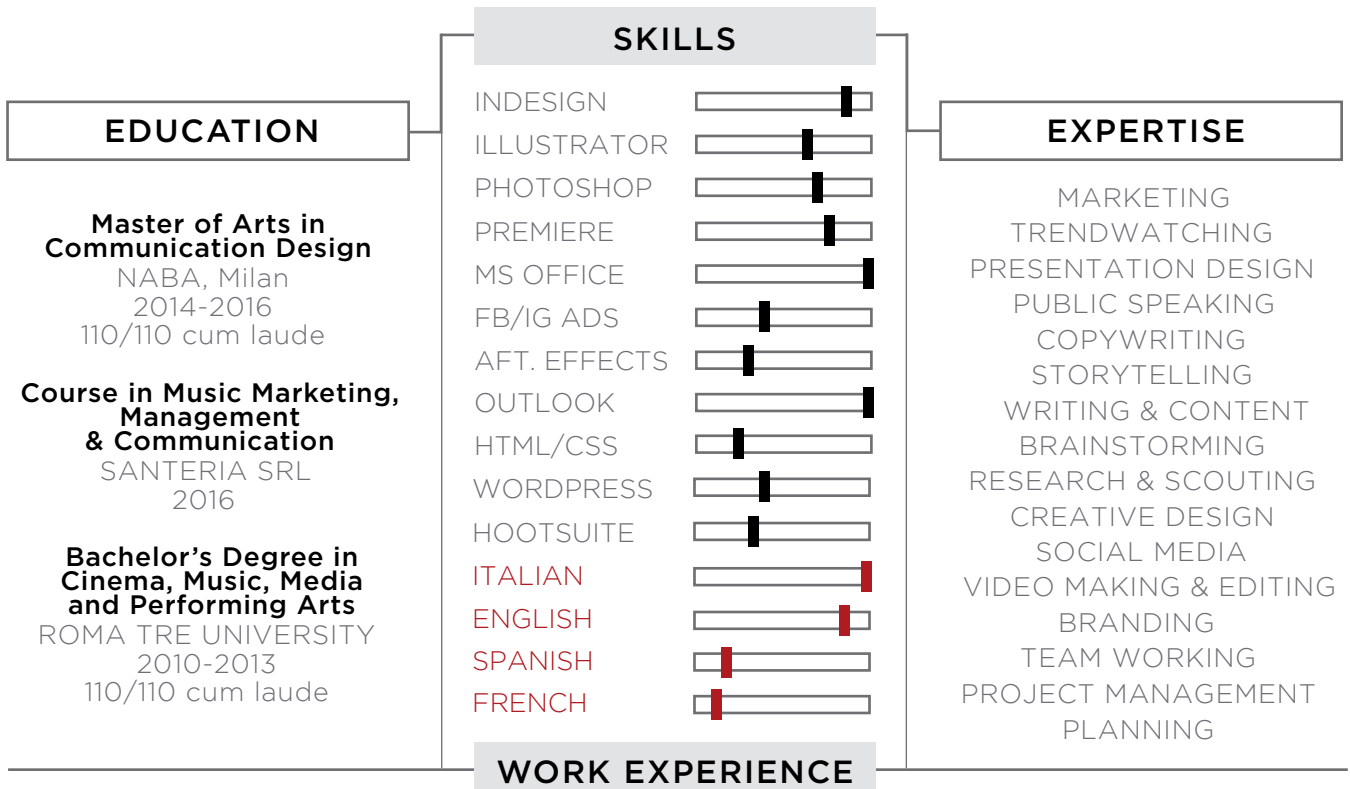 SKILLS
EDUCATION
Master of Arts in
Communication Design
NABA, Milan
2014-2016
110/110 cum laude
Course in Music Marketing,
Management
& Communication
SANTERIA SRL
2016
Bachelor’s Degree in
Cinema, Music, Media
and Performing Arts
ROMA TRE UNIVERSITY
2010-2013
110/110 cum laude
INDESIGN
ILLUSTRATOR
PHOTOSHOP
PREMIERE
MS OFFICE
FB/IG ADS
AFT. EFFECTS
OUTLOOK
HTML/CSS
WORDPRESS
HOOTSUITE
ITALIAN
ENGLISH
SPANISH
FRENCH
EXPERTISE
MARKETING
TRENDWATCHING
PRESENTATION DESIGN
PUBLIC SPEAKING
COPYWRITING
STORYTELLING
WRITING & CONTENT
BRAINSTORMING
RESEARCH & SCOUTING
CREATIVE DESIGN
SOCIAL MEDIA
VIDEO MAKING & EDITING
BRANDING
TEAM WORKING
PROJECT MANAGEMENT
PLANNING
WORK EXPERIENCE